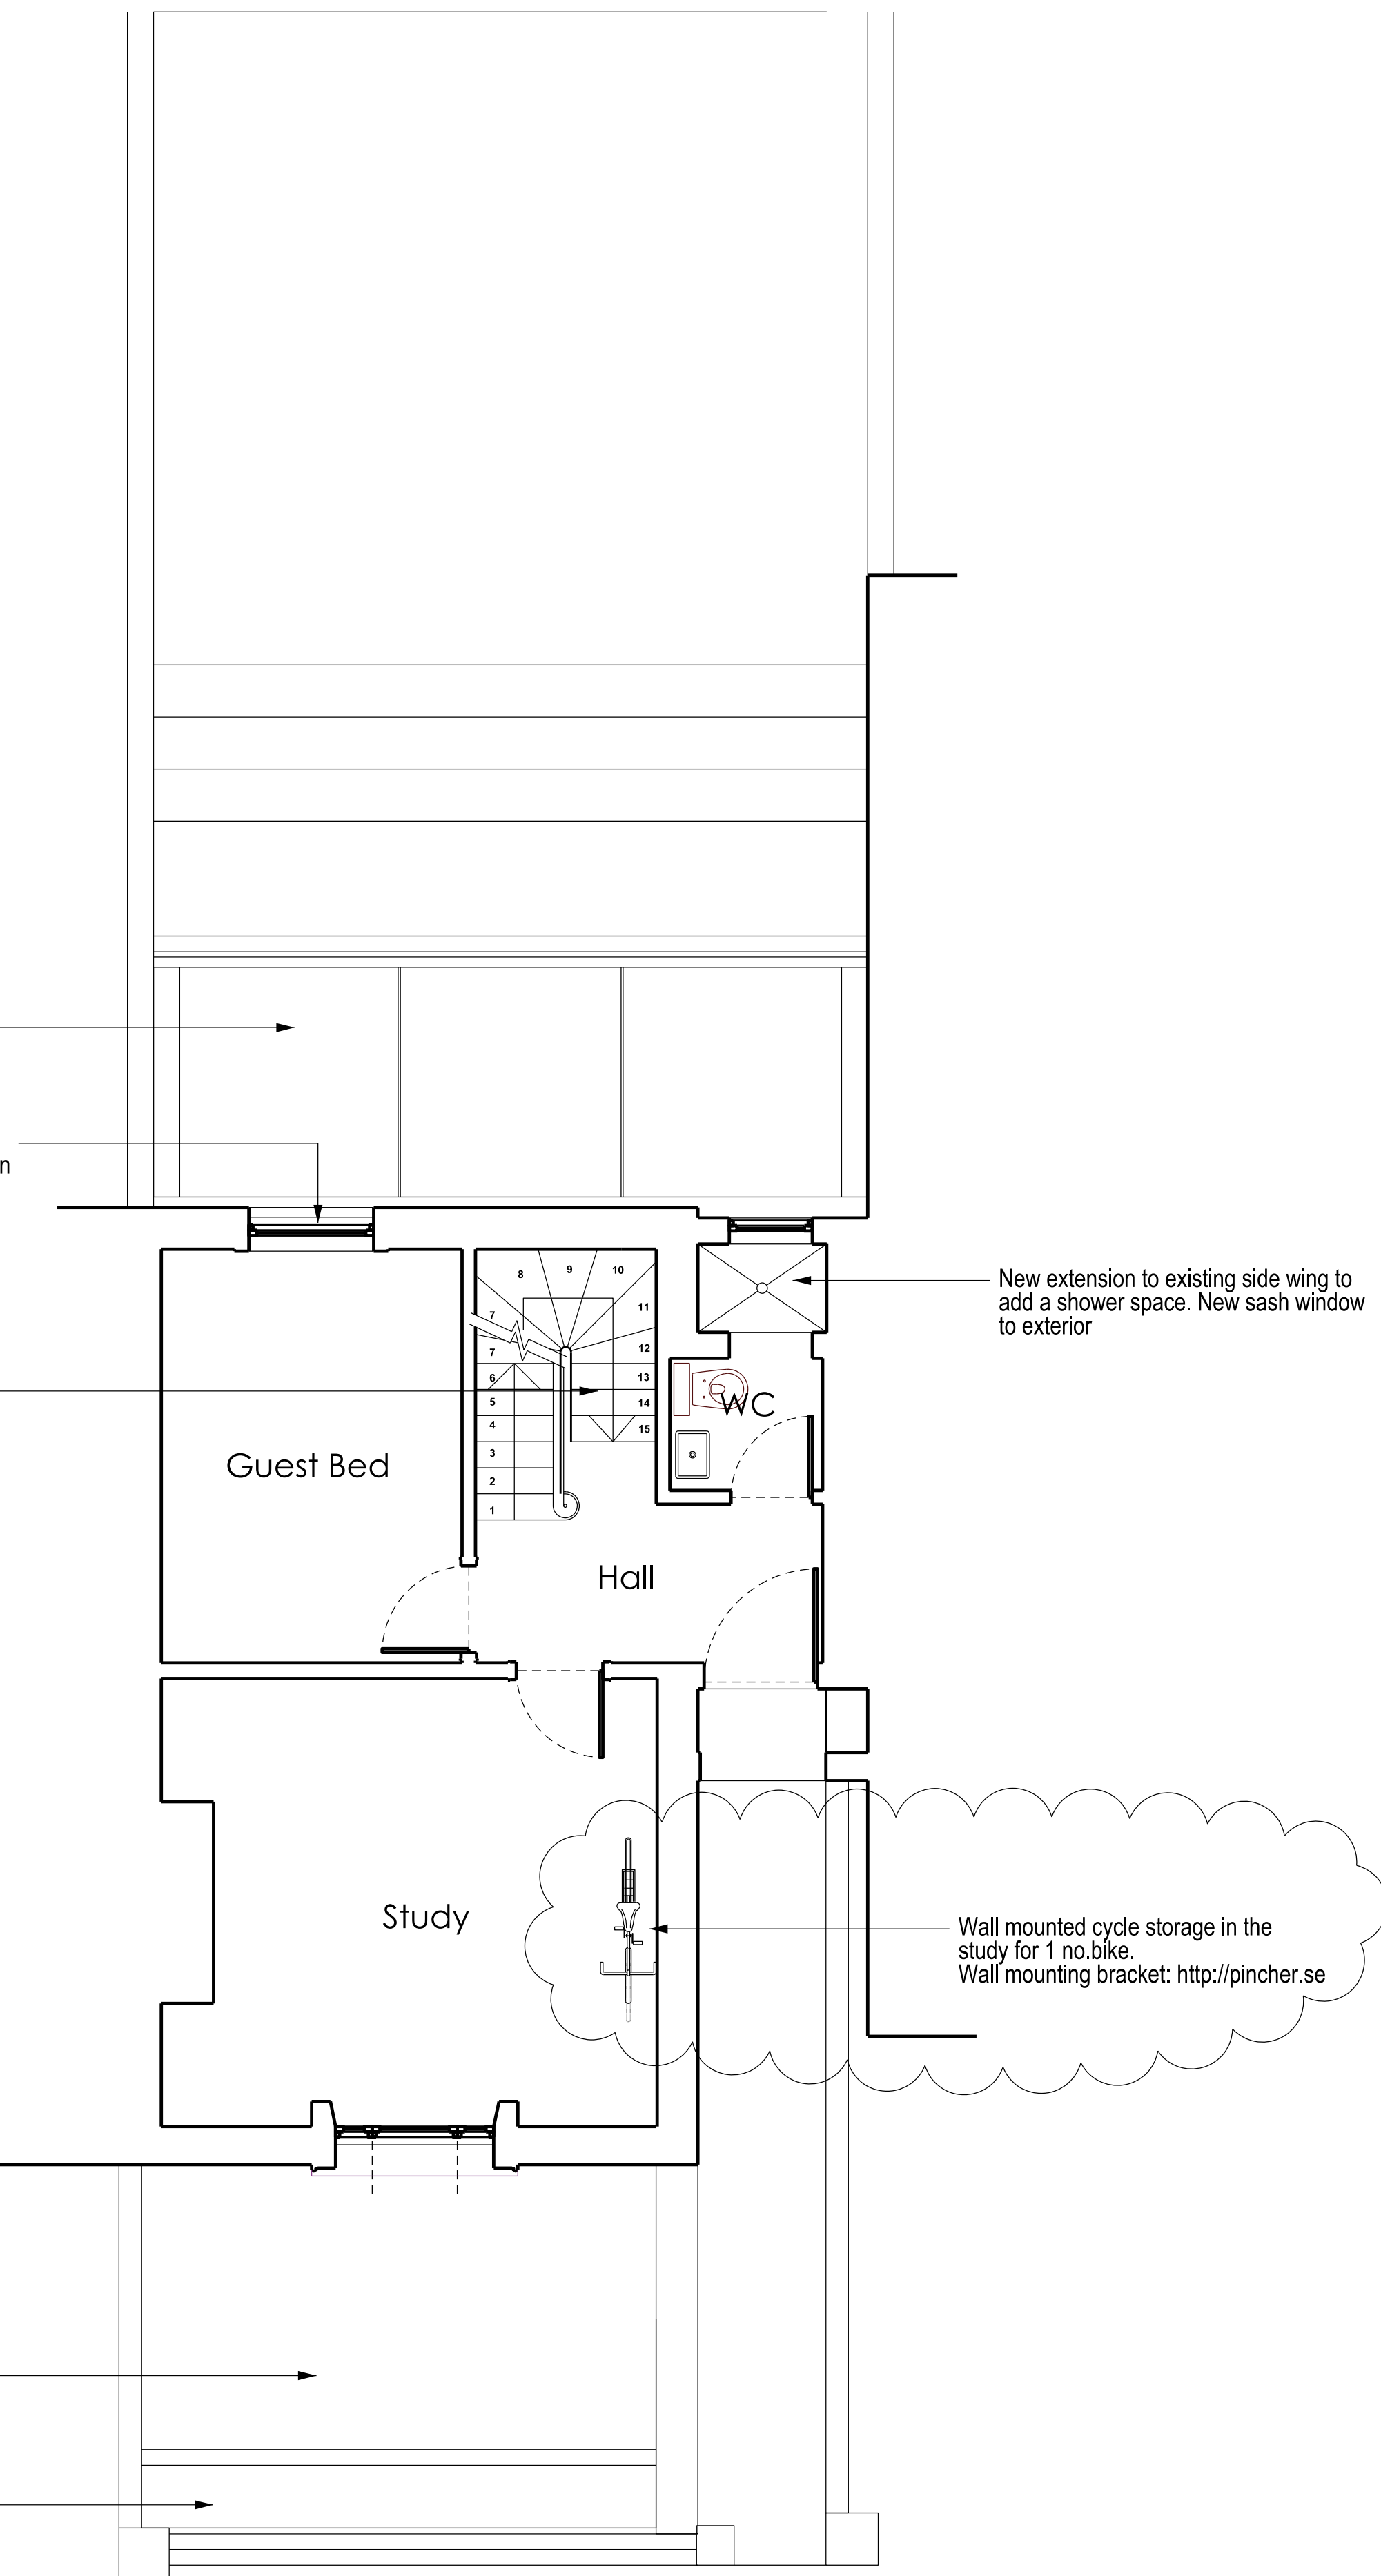 n
New extension to existing side wing to
add a shower space. New sash window
to exterior
8
9
10
7
11
7
12
6
13
5
14
4
15
3
2
1
WC
Guest Bed
Hall
Study
Wall mounted cycle storage in the
study for 1 no.bike.
Wall mounting bracket: http://pincher.se